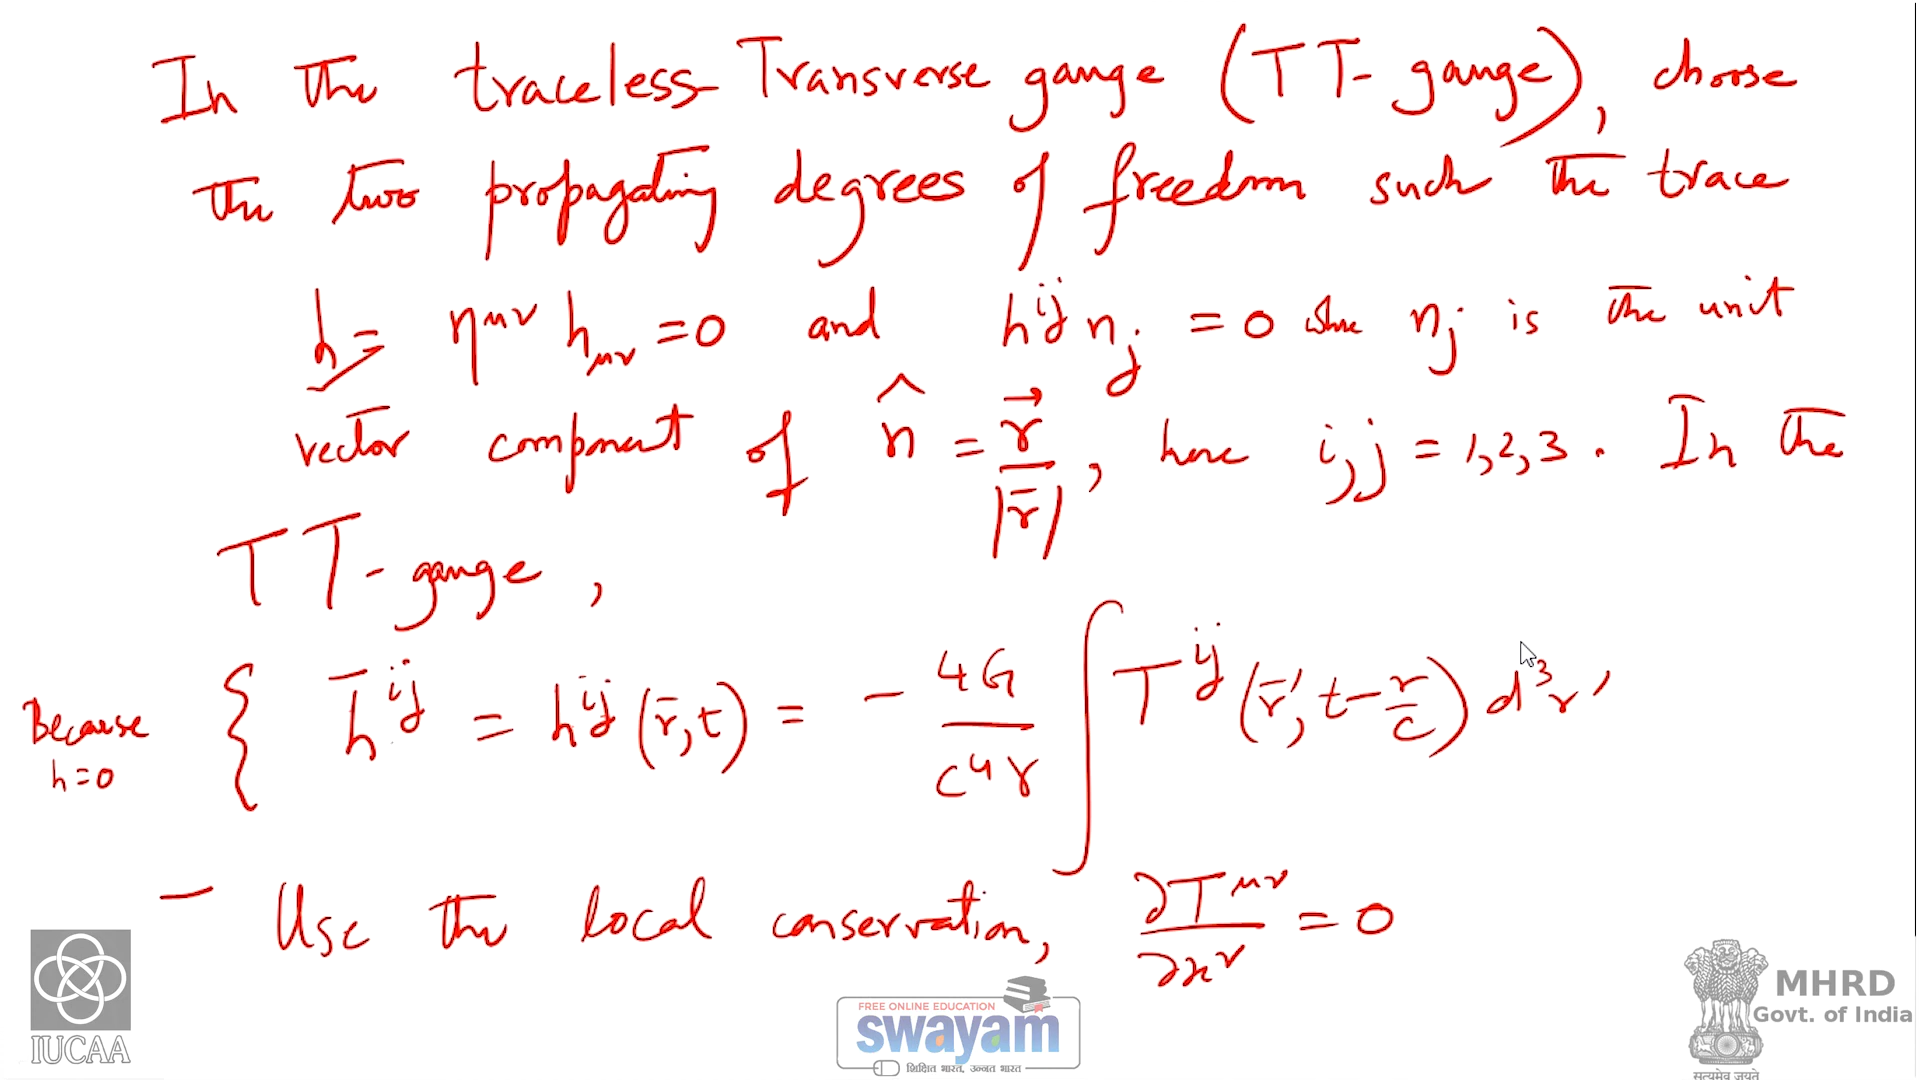 In the traceless Transverse gauge (TT-gauge), choose
the two propagating degrees of freedom such the trace
h = η^{μν} h_{μν} = 0 and h^{ij} n_j = 0 where n_j is the unit
vector component of n̂ = r⃗/|r̄|, here i,j = 1,2,3. In the
TT-gauge,
Because h=0 { h̄^{ij} = h^{ij}(r̄,t) = - 4G/(c⁴r) ∫ T^{ij}(r̄′, t - r/c) d³r′
- Use the local conservation, ∂T^{μν}/∂x^ν = 0
IUCAA
FREE ONLINE EDUCATION
swayam
शिक्षित भारत, उन्नत भारत
MHRD
Govt. of India
सत्यमेव जयते